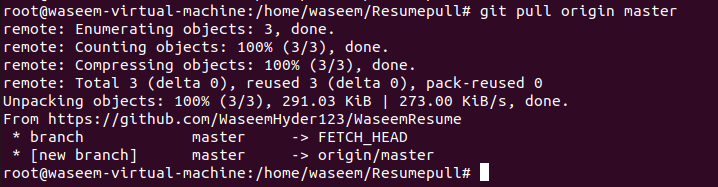 root@waseem-virtual-machine:/home/waseem/Resumepull# git pull origin master
remote: Enumerating objects: 3, done.
remote: Counting objects: 100% (3/3), done.
remote: Compressing objects: 100% (3/3), done.
remote: Total 3 (delta 0), reused 3 (delta 0), pack-reused 0
Unpacking objects: 100% (3/3), 291.03 KiB | 273.00 KiB/s, done.
From https://github.com/WaseemHyder123/WaseemResume
 * branch            master     -> FETCH_HEAD
 * [new branch]      master     -> origin/master
root@waseem-virtual-machine:/home/waseem/Resumepull#